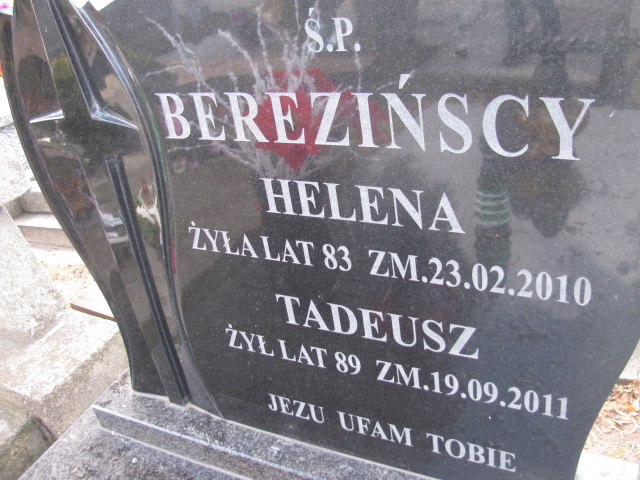 Ś.P.
BEREZIŃSCY
HELENA
ŻYŁA LAT 83 ZM.23.02.2010
TADEUSZ
ŻYŁ LAT 89 ZM.19.09.2011
JEZU UFAM TOBIE